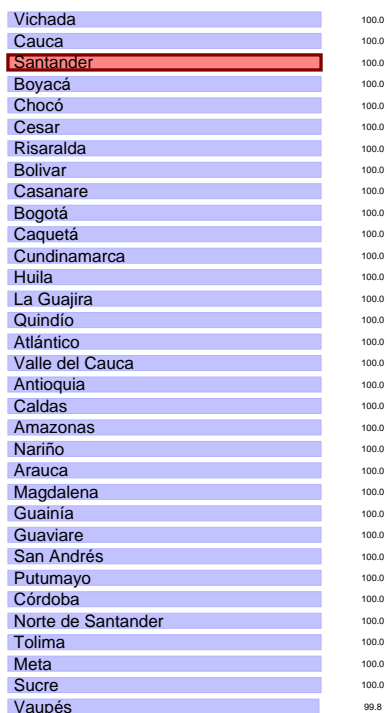 Vichada 100.0
Cauca 100.0
Santander 100.0
Boyacá 100.0
Chocó 100.0
Cesar 100.0
Risaralda 100.0
Bolivar 100.0
Casanare 100.0
Bogotá 100.0
Caquetá 100.0
Cundinamarca 100.0
Huila 100.0
La Guajira 100.0
Quindío 100.0
Atlántico 100.0
Valle del Cauca 100.0
Antioquia 100.0
Caldas 100.0
Amazonas 100.0
Nariño 100.0
Arauca 100.0
Magdalena 100.0
Guainía 100.0
Guaviare 100.0
San Andrés 100.0
Putumayo 100.0
Córdoba 100.0
Norte de Santander 100.0
Tolima 100.0
Meta 100.0
Sucre 100.0
Vaupés 99.8